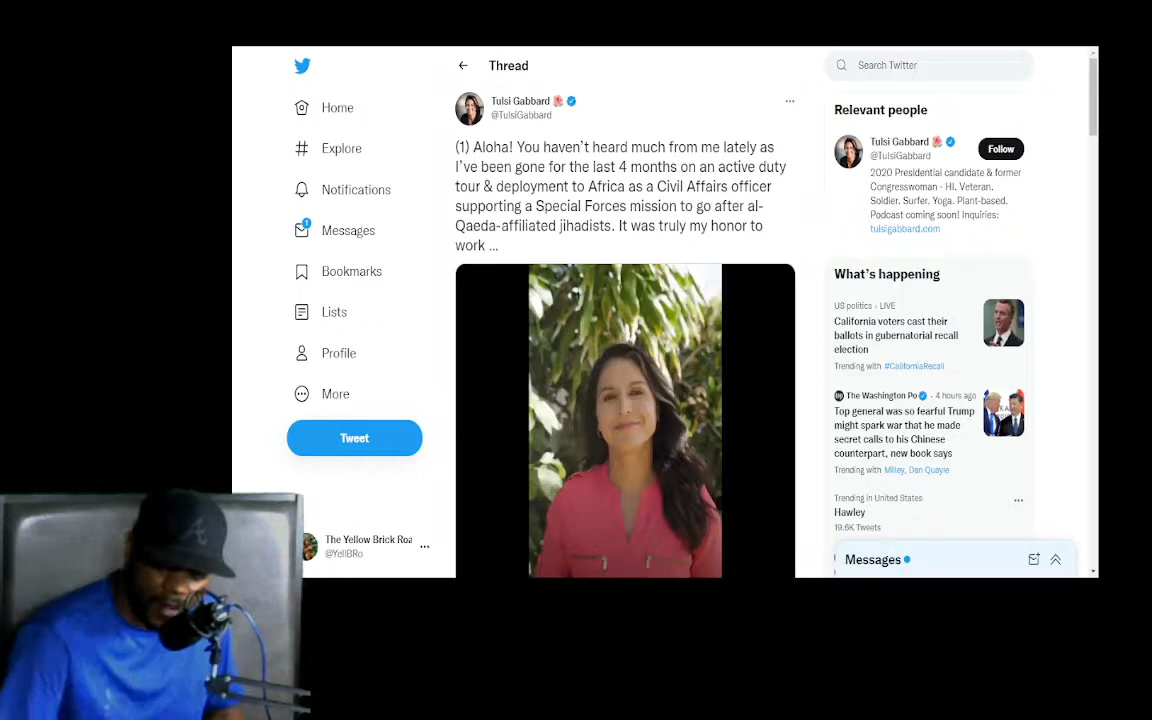 Home
Explore
Notifications
1
Messages
Bookmarks
Lists
Profile
More
Tweet
The Yellow Brick Roa
@YellBRo
Thread
Tulsi Gabbard
@TulsiGabbard
(1) Aloha! You haven't heard much from me lately as
I've been gone for the last 4 months on an active duty
tour & deployment to Africa as a Civil Affairs officer
supporting a Special Forces mission to go after al-
Qaeda-affiliated jihadists. It was truly my honor to
work ...
Search Twitter
Relevant people
Tulsi Gabbard
@TulsiGabbard
Follow
2020 Presidential candidate & former
Congresswoman - HI. Veteran.
Soldier. Surfer. Yoga. Plant-based.
Podcast coming soon! Inquiries:
tulsigabbard.com
What's happening
US politics · LIVE
California voters cast their
ballots in gubernatorial recall
election
Trending with #CaliforniaRecall
The Washington Po · 4 hours ago
Top general was so fearful Trump
might spark war that he made
secret calls to his Chinese
counterpart, new book says
Trending with Milley, Dan Quayle
Trending in United States
Hawley
19.6K Tweets
Messages
A